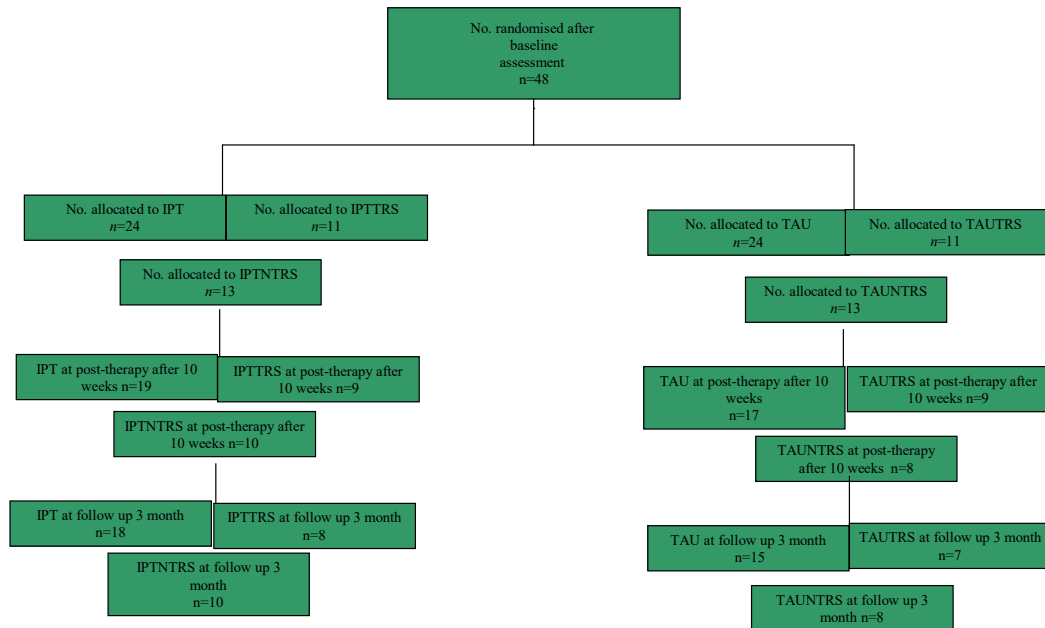 No. randomised after
baseline
assessment
n=48
No. allocated to IPT
n=24
No. allocated to IPTTRS
n=11
No. allocated to IPTNTRS
n=13
No. allocated to TAU
n=24
No. allocated to TAUTRS
n=11
No. allocated to TAUNTRS
n=13
IPT at post-therapy after 10
weeks n=19
IPTTRS at post-therapy after
10 weeks n=9
IPTNTRS at post-therapy after
10 weeks n=10
TAU at post-therapy after 10
weeks
n=17
TAUTRS at post-therapy after
10 weeks n=9
TAUNTRS at post-therapy
after 10 weeks n=8
IPT at follow up 3 month
n=18
IPTTRS at follow up 3 month
n=8
IPTNTRS at follow up 3
month
n=10
TAU at follow up 3 month
n=15
TAUTRS at follow up 3 month
n=7
TAUNTRS at follow up 3
month n=8